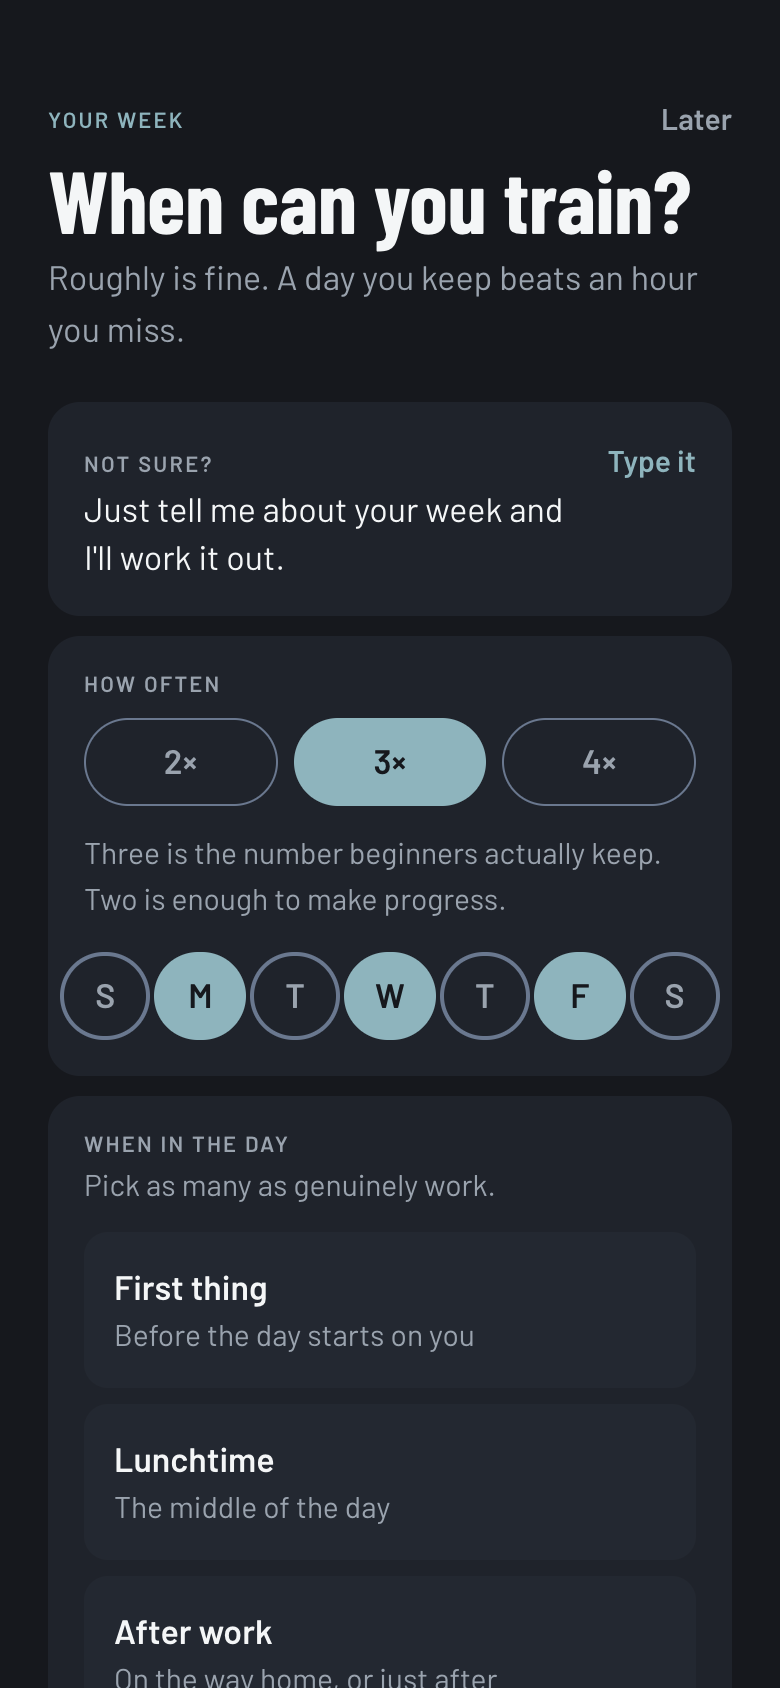 YOUR WEEK
Later
When can you train?
Roughly is fine. A day you keep beats an hour
you miss.
NOT SURE?
Type it
Just tell me about your week and
I'll work it out.
HOW OFTEN
2×
3×
4×
Three is the number beginners actually keep.
Two is enough to make progress.
S M T W T F S
WHEN IN THE DAY
Pick as many as genuinely work.
First thing
Before the day starts on you
Lunchtime
The middle of the day
After work
On the way home, or just after